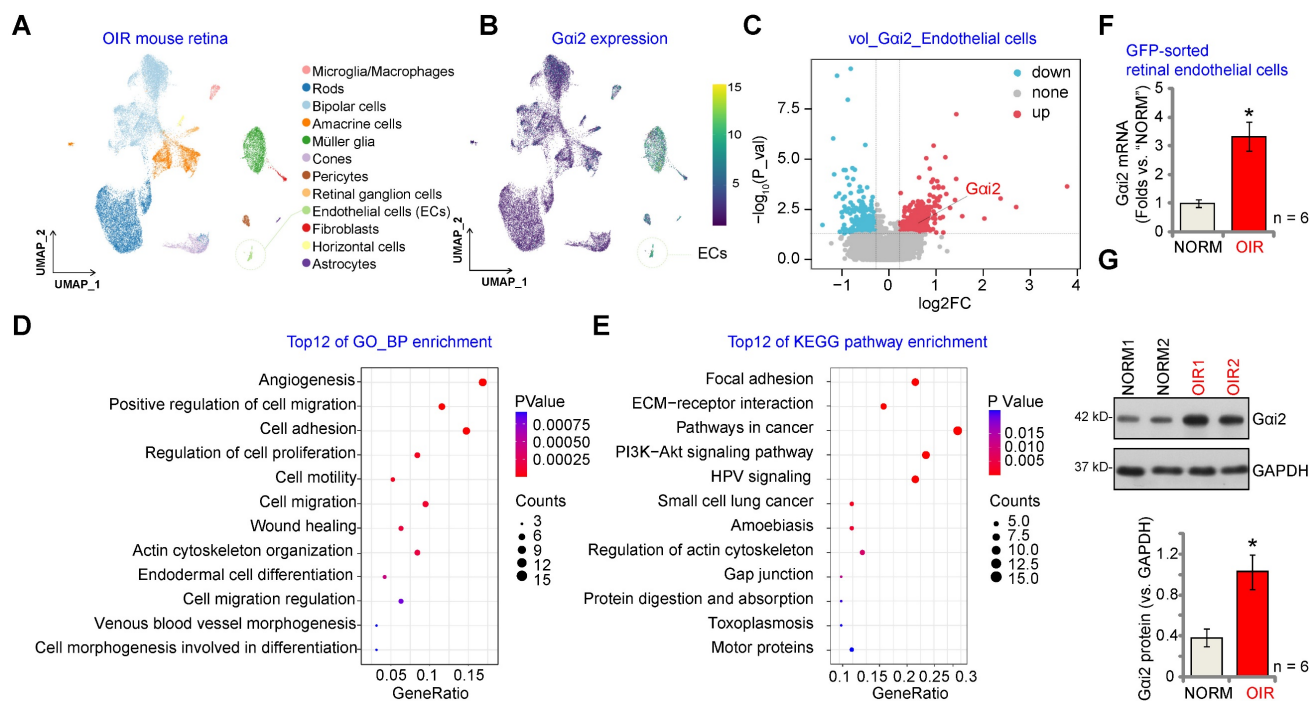 A
OIR mouse retina
Microglia/Macrophages
Rods
Bipolar cells
Amacrine cells
Müller glia
Cones
Pericytes
Retinal ganglion cells
Endothelial cells (ECs)
Fibroblasts
Horizontal cells
Astrocytes
UMAP_2
UMAP_1
B
Gαi2 expression
15
10
5
ECs
UMAP_2
UMAP_1
C
vol_Gαi2_Endothelial cells
down
none
up
Gαi2
−log10(P_val)
7.5
5.0
2.5
0.0
−1
0
1
2
3
4
log2FC
F
GFP-sorted
retinal endothelial cells
Gαi2 mRNA
(Folds vs. “NORM”)
5
4
3
2
1
0
*
n = 6
NORM
OIR
D
Top12 of GO_BP enrichment
Angiogenesis
Positive regulation of cell migration
Cell adhesion
Regulation of cell proliferation
Cell motility
Cell migration
Wound healing
Actin cytoskeleton organization
Endodermal cell differentiation
Cell migration regulation
Venous blood vessel morphogenesis
Cell morphogenesis involved in differentiation
0.05
0.1
0.15
GeneRatio
PValue
0.00075
0.00050
0.00025
Counts
3
6
9
12
15
E
Top12 of KEGG pathway enrichment
Focal adhesion
ECM−receptor interaction
Pathways in cancer
PI3K−Akt signaling pathway
HPV signaling
Small cell lung cancer
Amoebiasis
Regulation of actin cytoskeleton
Gap junction
Protein digestion and absorption
Toxoplasmosis
Motor proteins
0.1
0.15
0.2
0.25
0.3
GeneRatio
P Value
0.015
0.010
0.005
Counts
5.0
7.5
10.0
12.5
15.0
G
NORM1
NORM2
OIR1
OIR2
42 kD-
Gαi2
37 kD-
GAPDH
Gαi2 protein (vs. GAPDH)
1.2
0.8
0.4
0
*
n = 6
NORM
OIR